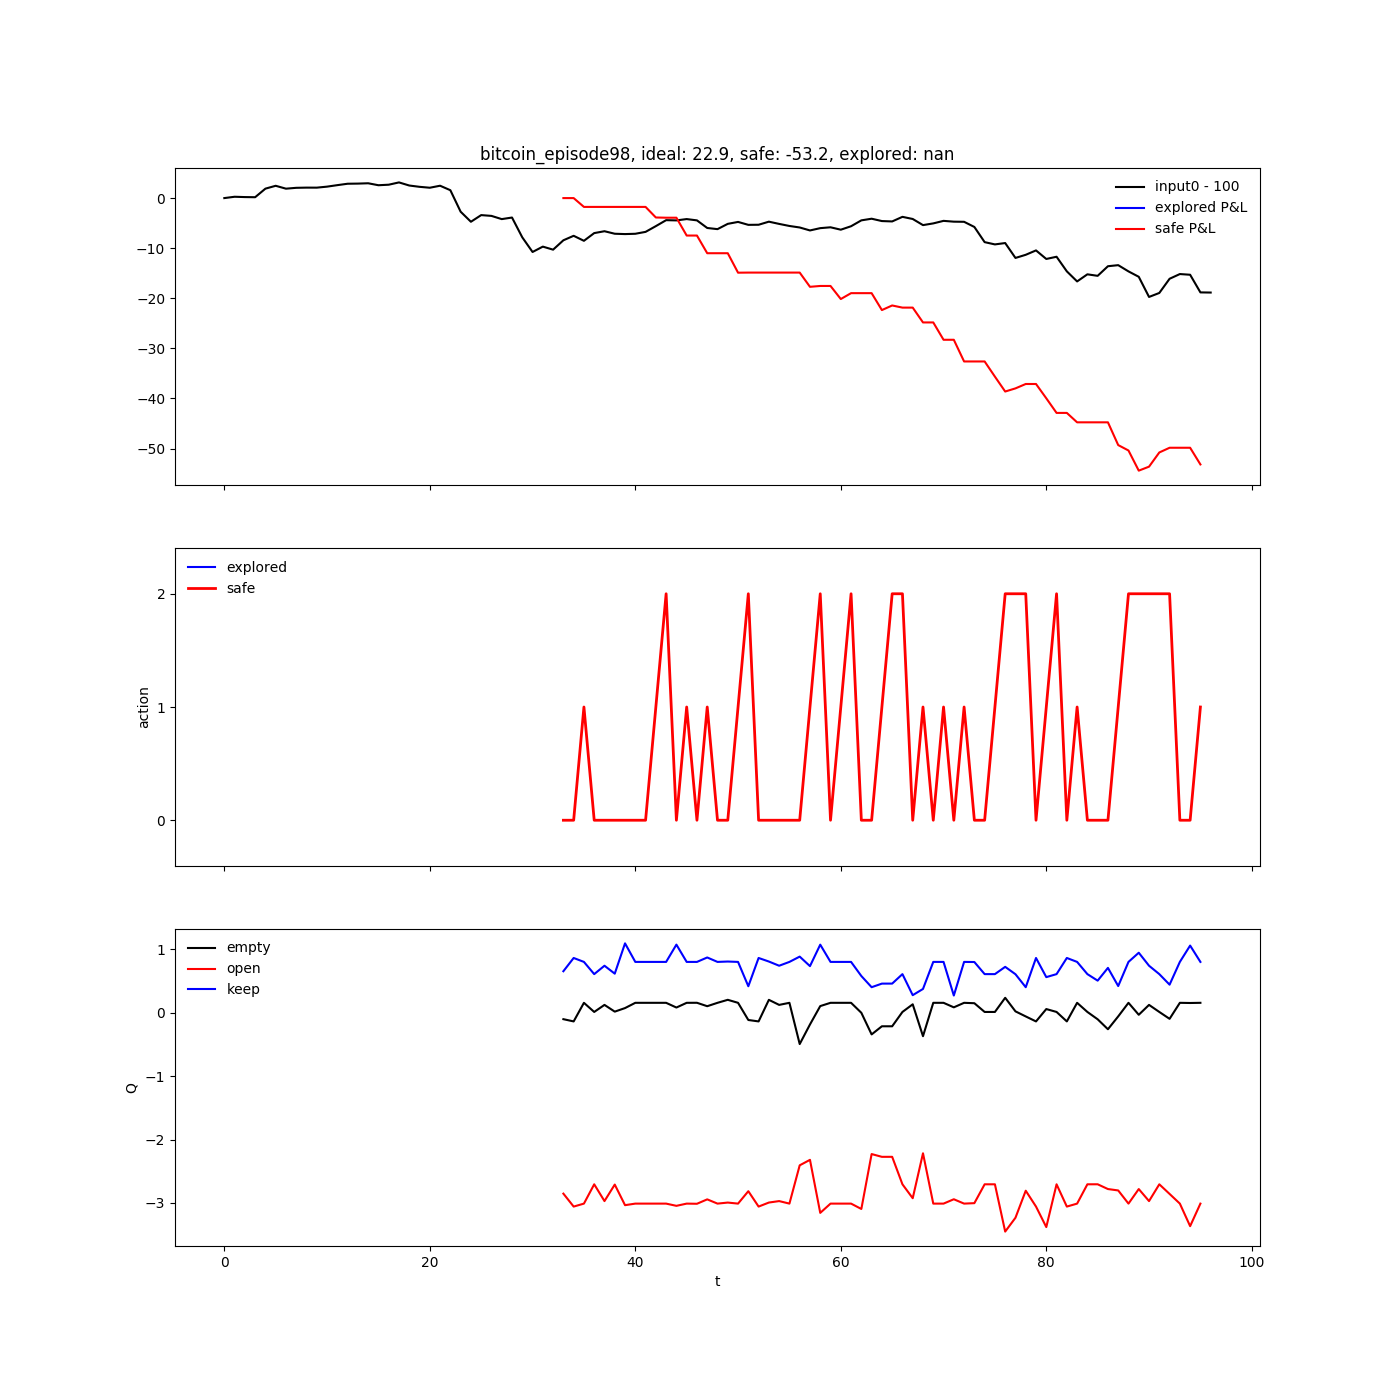 bitcoin_episode98, ideal: 22.9, safe: -53.2, explored: nan
input0 - 100
explored P&L
safe P&L
0
−10
−20
−30
−40
−50
explored
safe
2
1
0
action
empty
open
keep
1
0
−1
−2
−3
Q
0 20 40 60 80 100
t